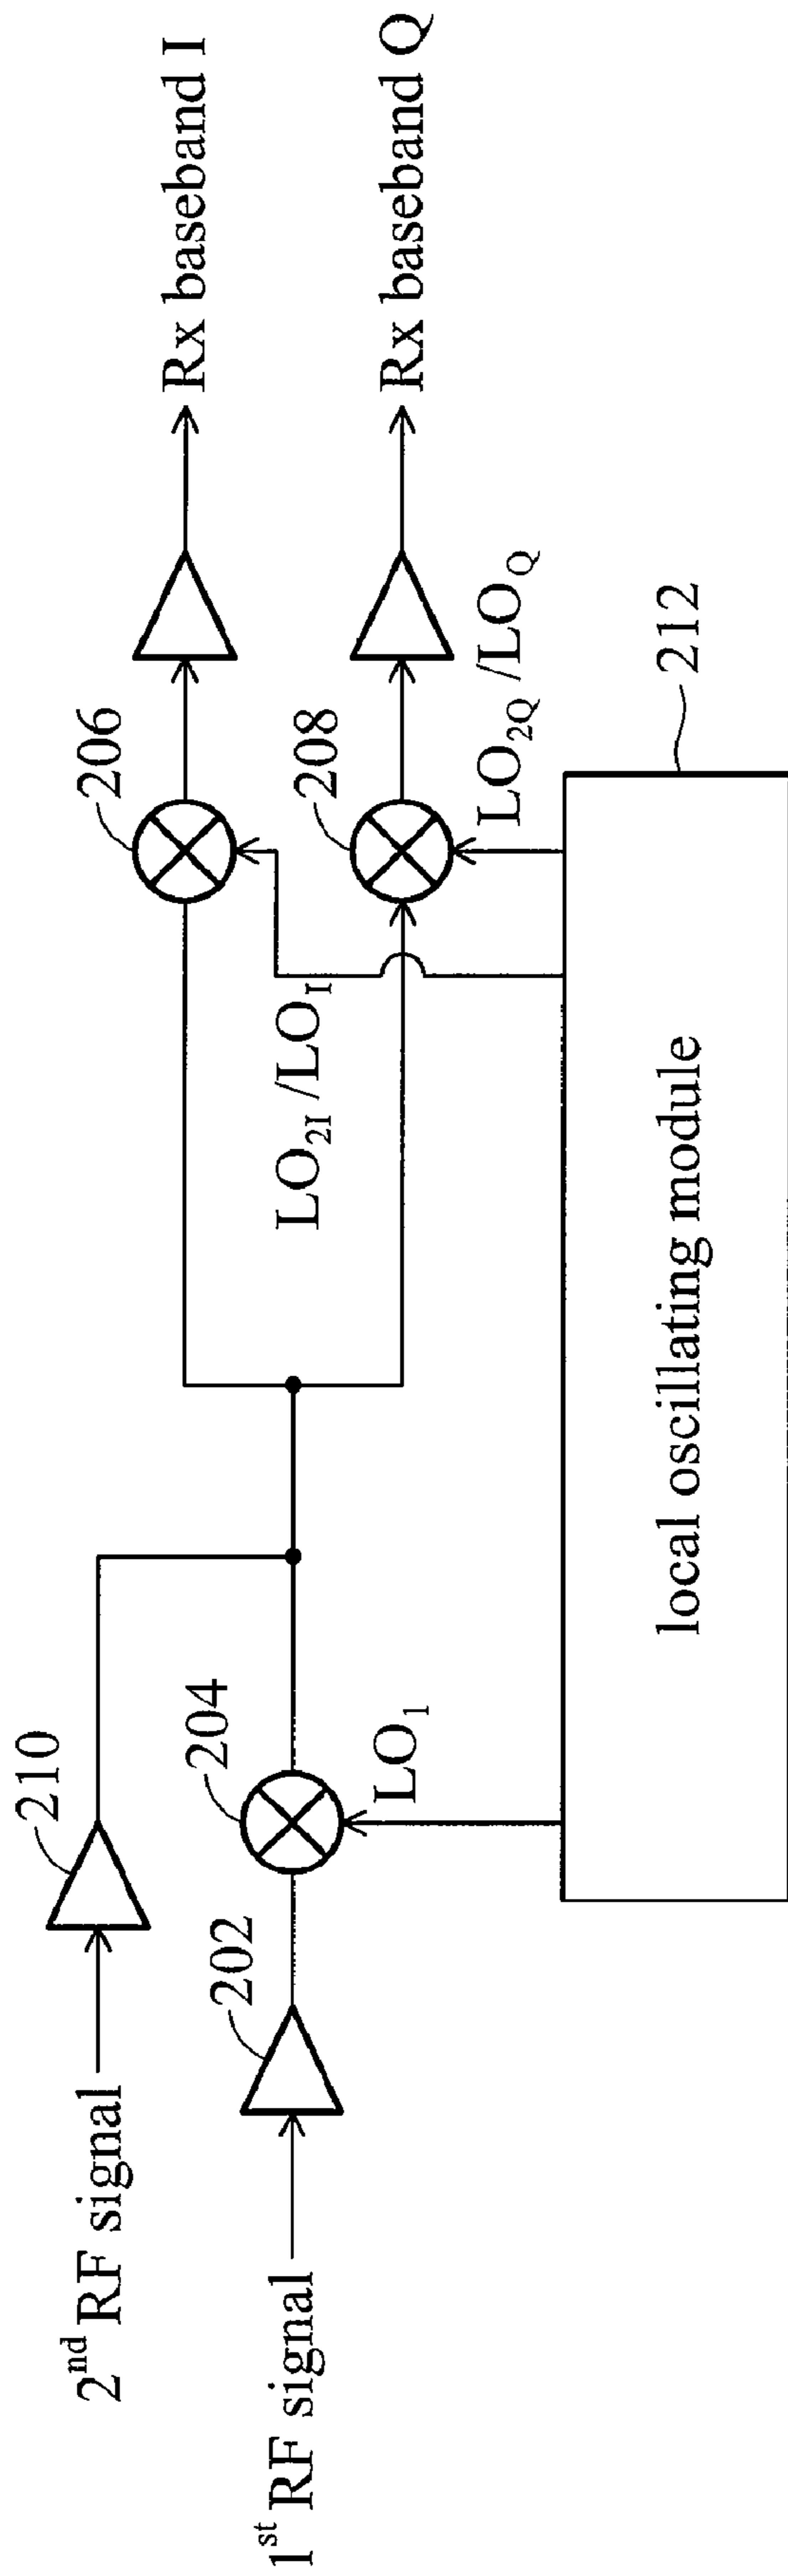 2nd RF signal
210
1st RF signal
202
204
LO1
LO2I /LOI
206
Rx baseband I
208
Rx baseband Q
LO2Q /LOQ
local oscillating module
212